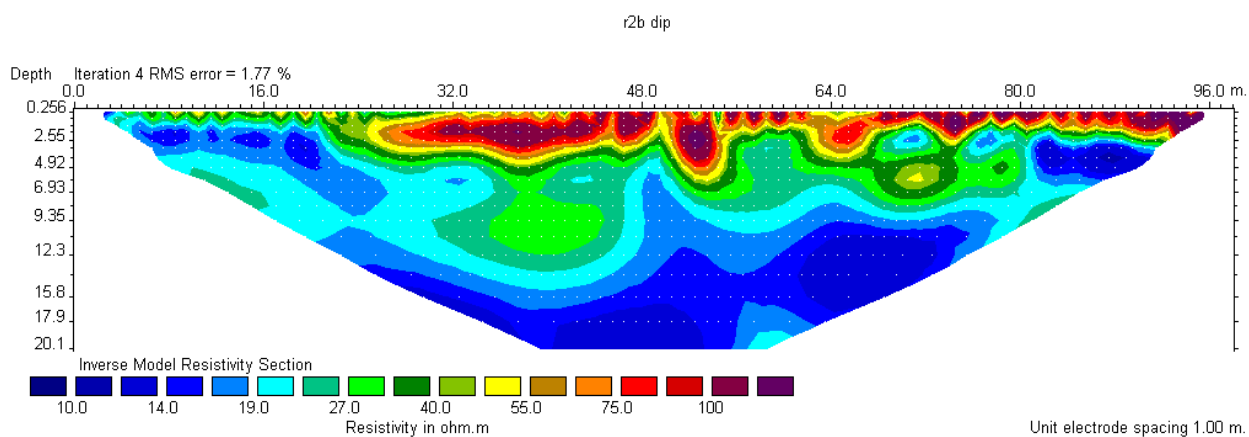 r2b dip
Depth Iteration 4 RMS error = 1.77 %
0.0 16.0 32.0 48.0 64.0 80.0 96.0 m.
0.256
2.55
4.92
6.93
9.35
12.3
15.8
17.9
20.1
Inverse Model Resistivity Section
10.0 14.0 19.0 27.0 40.0 55.0 75.0 100
Resistivity in ohm.m
Unit electrode spacing 1.00 m.